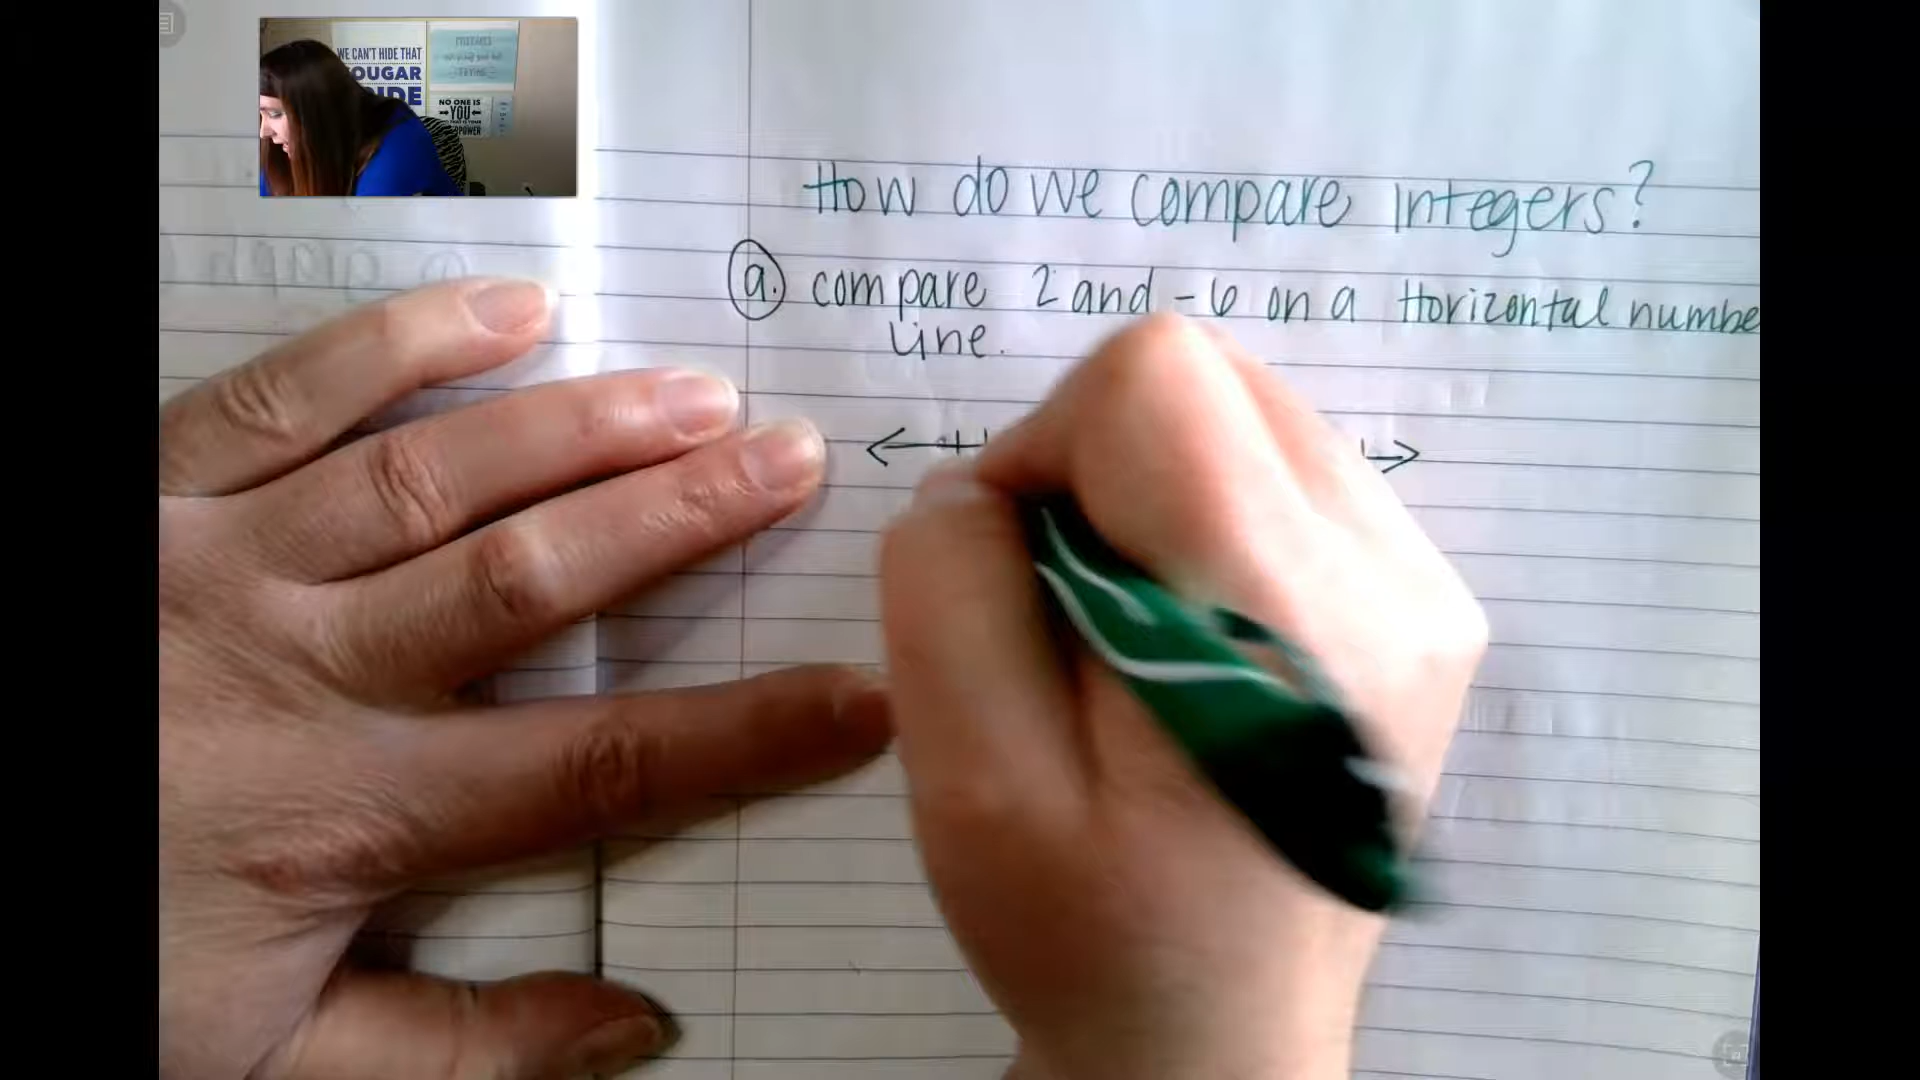 WE CAN'T HIDE THAT
COUGAR
PRIDE
NO ONE IS
YOU
How do we compare integers?
a. compare 2 and -6 on a Horizontal numbe
line.